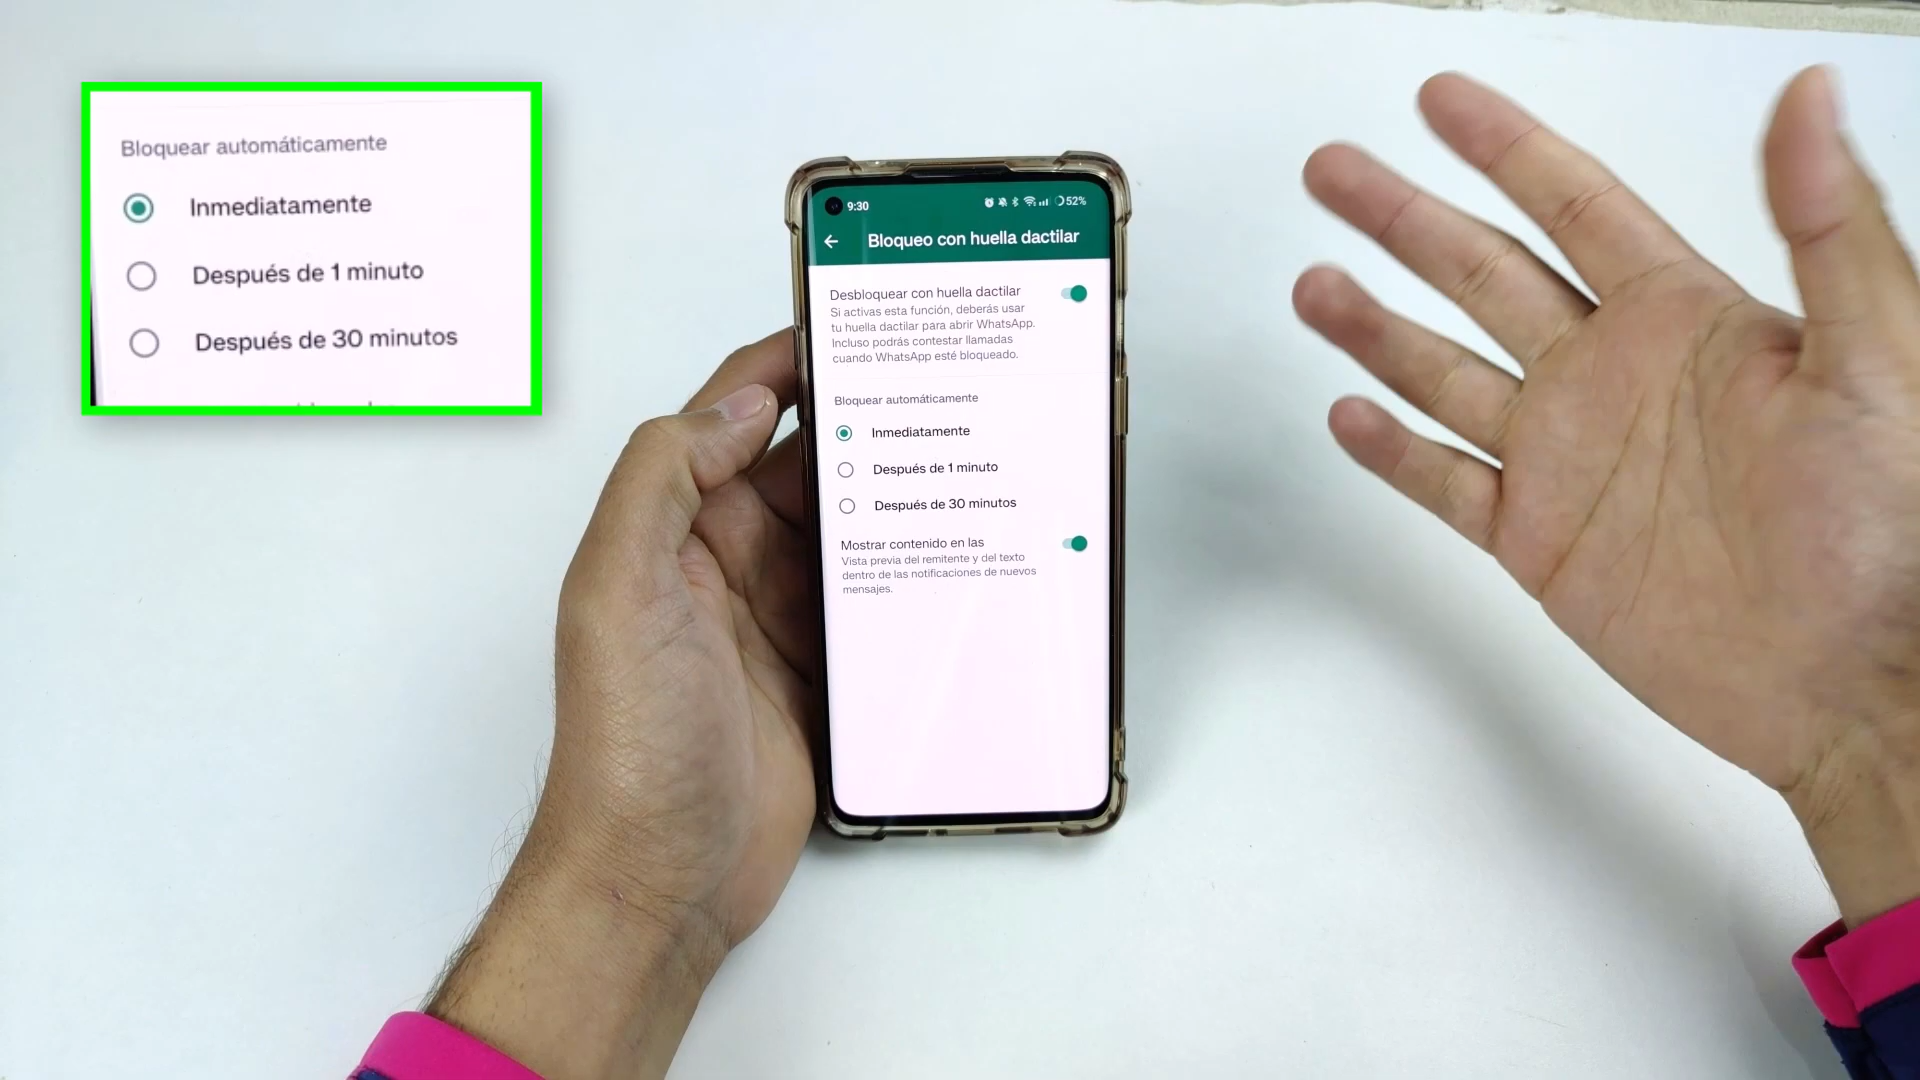 Bloquear automáticamente
Inmediatamente
Después de 1 minuto
Después de 30 minutos
9:30
52%
Bloqueo con huella dactilar
Desbloquear con huella dactilar
Si activas esta función, deberás usar
tu huella dactilar para abrir WhatsApp.
Incluso podrás contestar llamadas
cuando WhatsApp esté bloqueado.
Bloquear automáticamente
Inmediatamente
Después de 1 minuto
Después de 30 minutos
Mostrar contenido en las
Vista previa del remitente y del texto
dentro de las notificaciones de nuevos
mensajes.